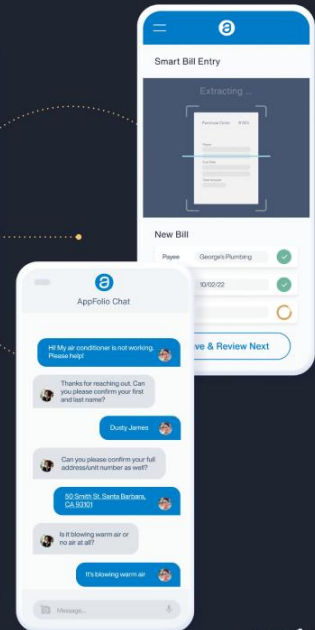 Smart Bill Entry
Extracting ...
New Bill
Payee George's Plumbing
10/02/22
ve & Review Next
AppFolio Chat
Hi! My air conditioner is not working.
Please help!
Thanks for reaching out. Can
you please confirm your first
and last name?
Dusty James
Can you please confirm your full
address/unit number as well?
50 Smith St. Santa Barbara,
CA 93101
Is it blowing warm air or
no air at all?
It's blowing warm air
Message...